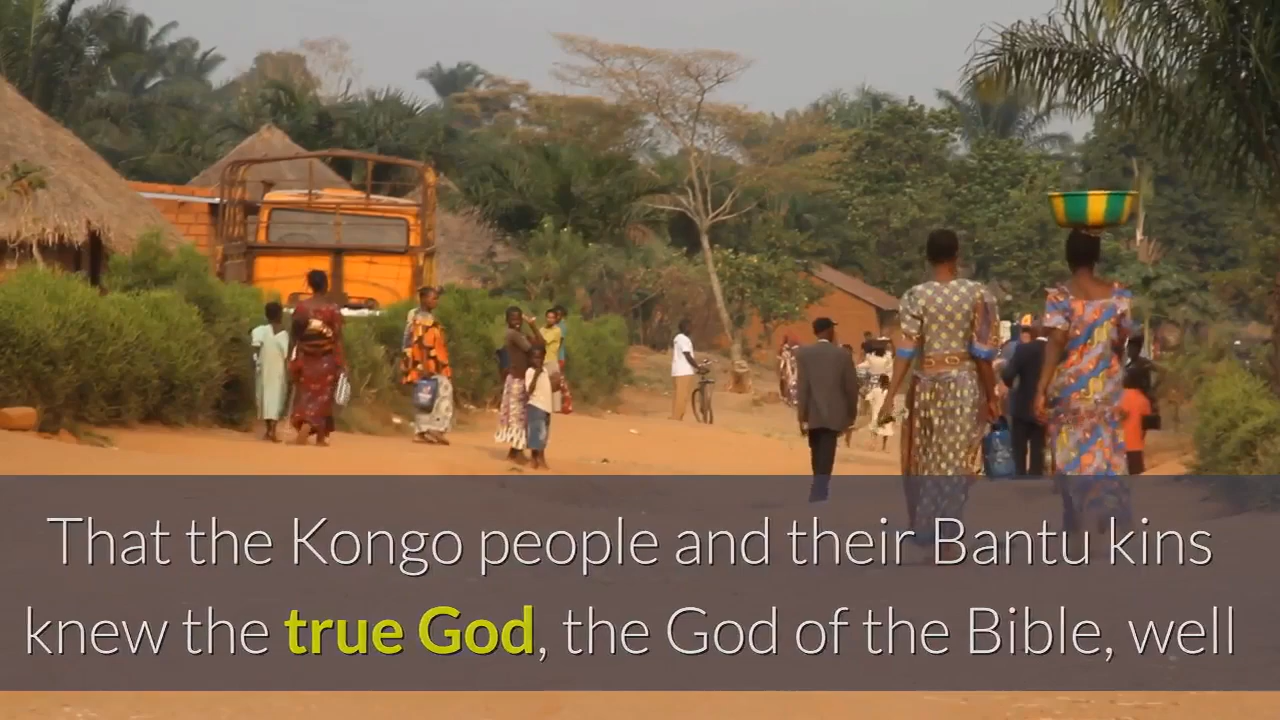 That the Kongo people and their Bantu kins
knew the true God, the God of the Bible, well